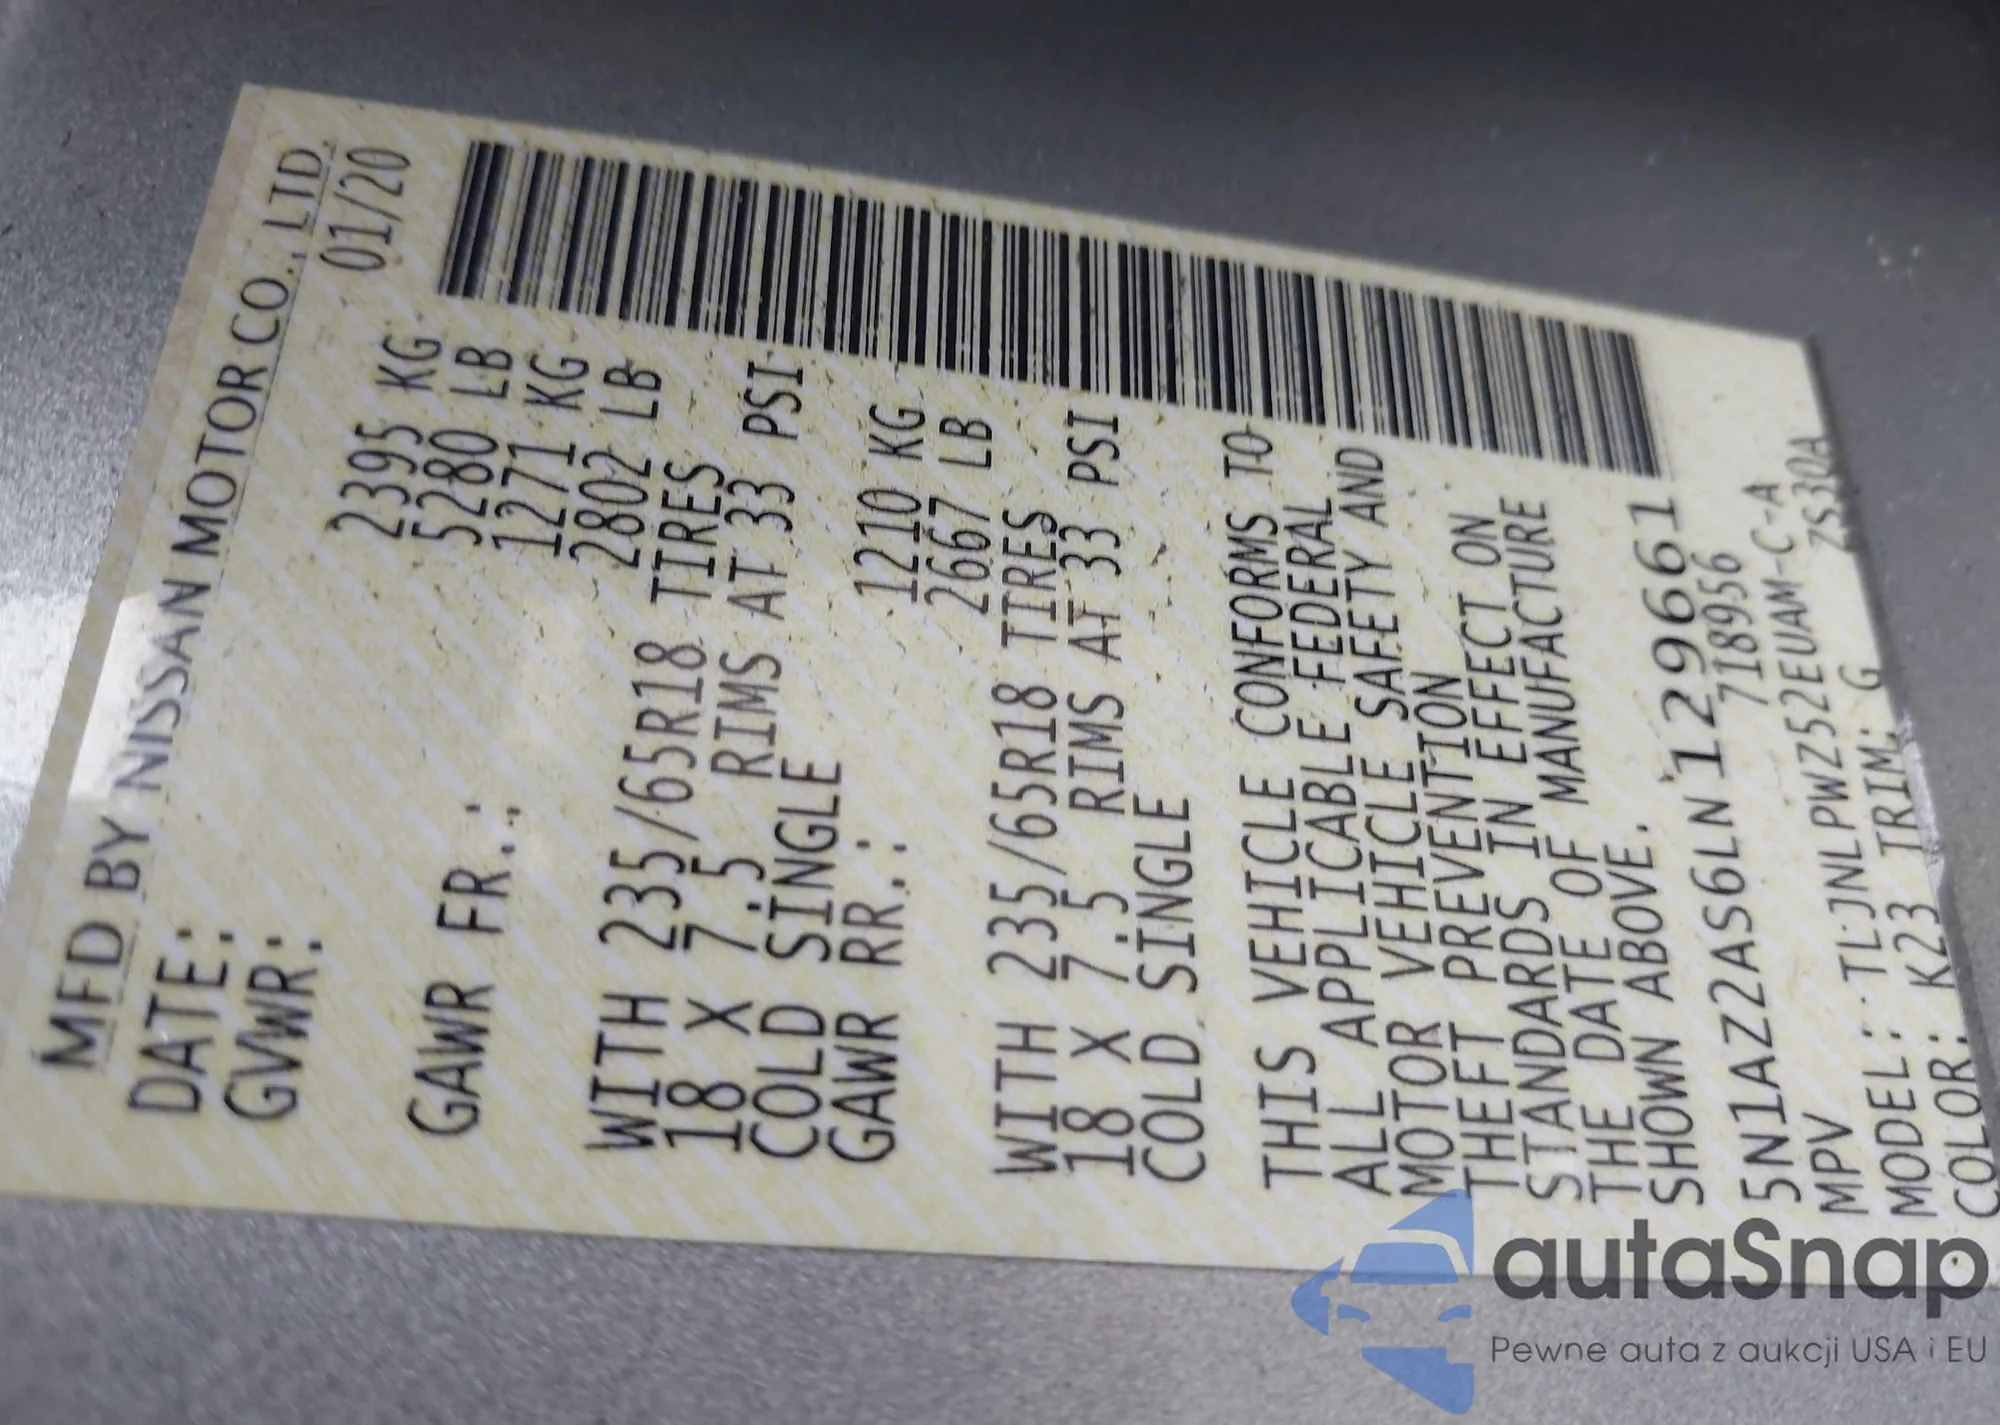 MFD BY NISSAN MOTOR CO., LTD.
DATE: 01/20
GVWR: 2395 KG
5280 LB
GAWR FR.: 1271 KG
2802 LB
WITH 235/65R18 TIRES
18 X 7.5 RIMS AT 33 PSI
COLD SINGLE
GAWR RR.: 1210 KG
2667 LB
WITH 235/65R18 TIRES
18 X 7.5 RIMS AT 33 PSI
COLD SINGLE
THIS VEHICLE CONFORMS TO
ALL APPLICABLE FEDERAL
MOTOR VEHICLE SAFETY AND
THEFT PREVENTION
STANDARDS IN EFFECT ON
THE DATE OF MANUFACTURE
SHOWN ABOVE.
5N1AZ2AS6LN129661
MPV 718956
MODEL: TLJNLPWZ52EUAM-C-A
COLOR: K23 TRIM: G ZS30A
autaSnap
Pewne auta z aukcji USA i EU